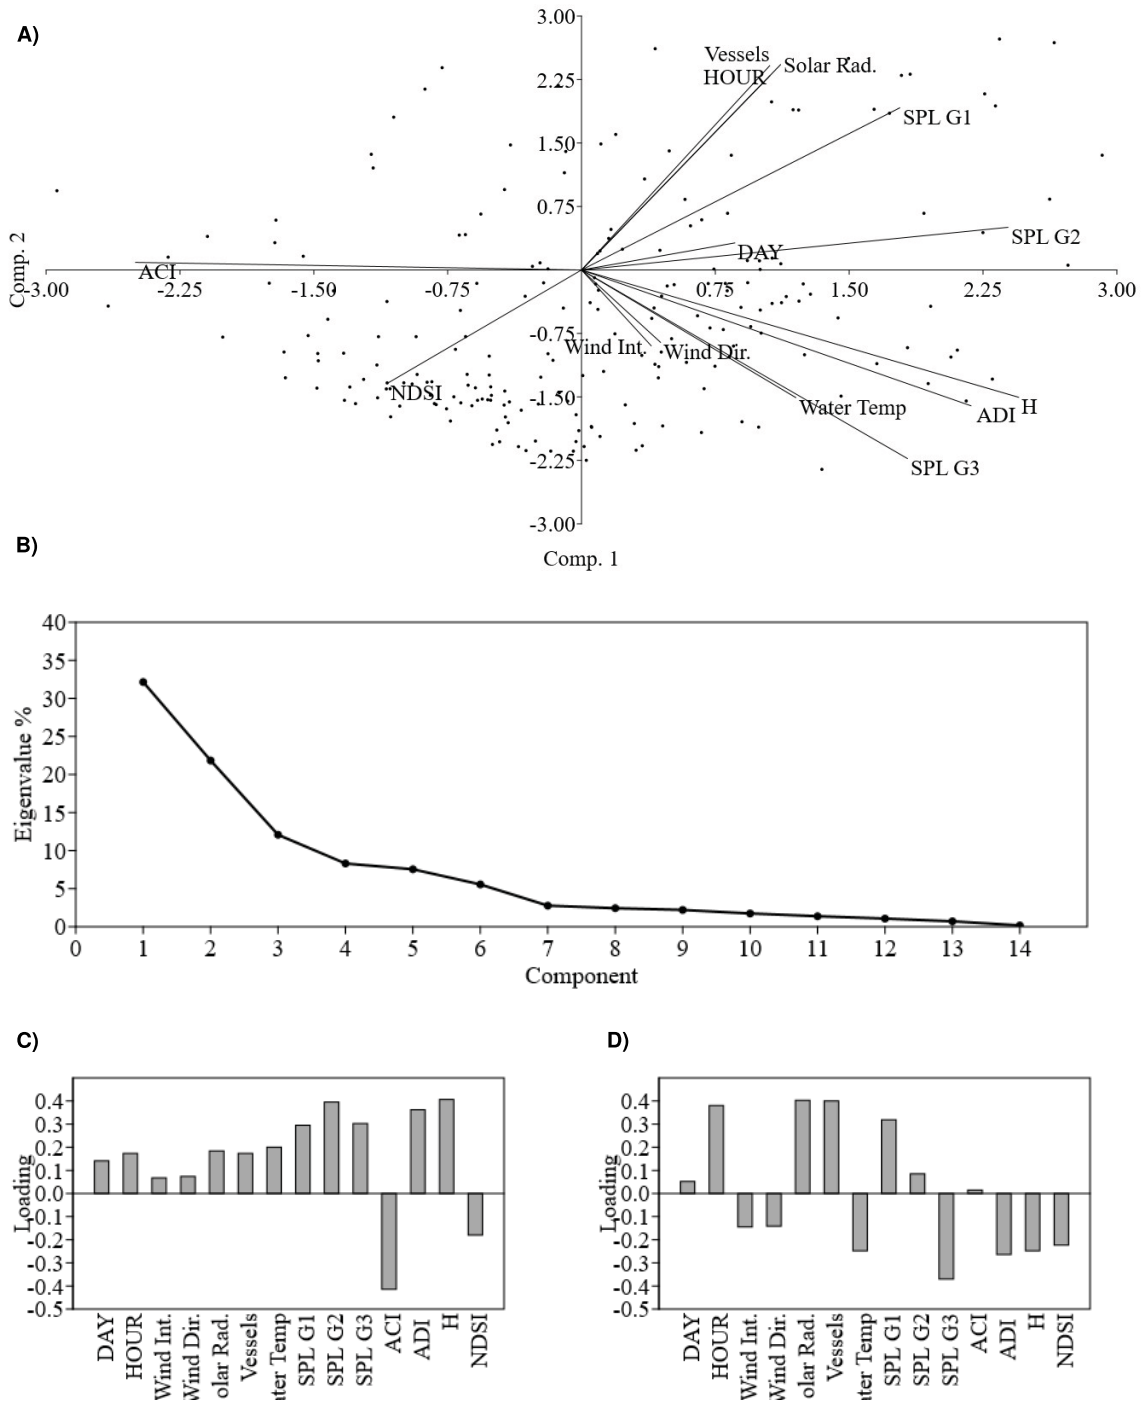 A)
3.00
Vessels
Solar Rad.
HOUR
2.25
SPL G1
1.50
0.75
DAY
SPL G2
Comp. 2
ACI
-3.00 -2.25 -1.50 -0.75 0.75 1.50 2.25 3.00
-0.75
Wind Int. Wind Dir.
NDSI
-1.50
Water Temp
ADI
H
-2.25
SPL G3
-3.00
Comp. 1
B)
40
35
30
25
20
15
10
5
0
Eigenvalue %
0 1 2 3 4 5 6 7 8 9 10 11 12 13 14
Component
C)
0.4
0.3
0.2
0.1
0.0
-0.1
-0.2
-0.3
-0.4
-0.5
Loading
DAY
HOUR
Wind Int.
Wind Dir.
olar Rad.
Vessels
ter Temp
SPL G1
SPL G2
SPL G3
ACI
ADI
H
NDSI
D)
0.4
0.3
0.2
0.1
0.0
-0.1
-0.2
-0.3
-0.4
-0.5
Loading
DAY
HOUR
Wind Int.
Wind Dir.
olar Rad.
Vessels
ter Temp
SPL G1
SPL G2
SPL G3
ACI
ADI
H
NDSI